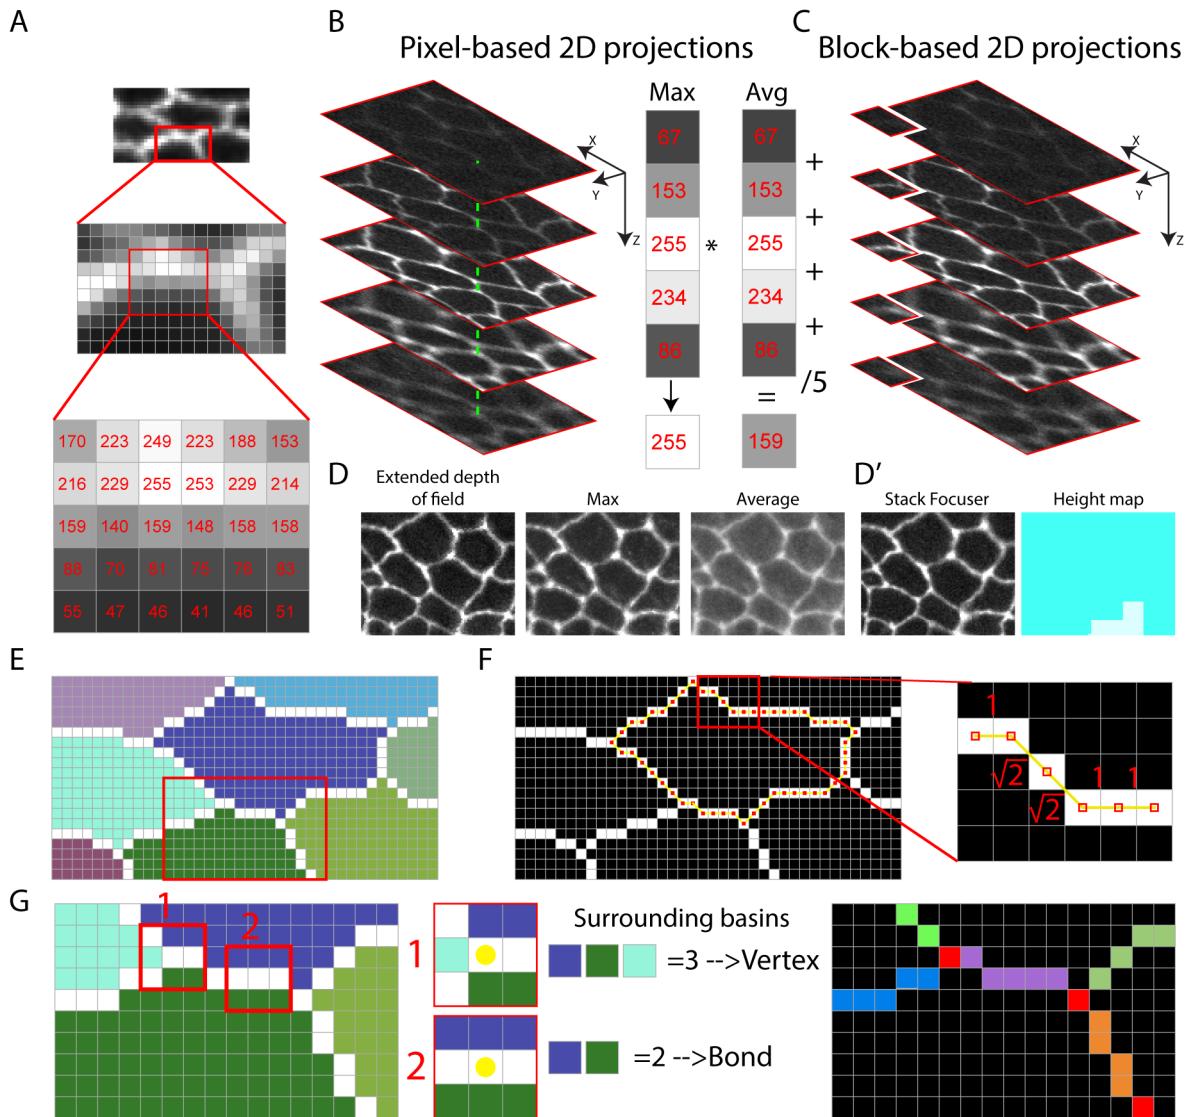 A
B
Pixel-based 2D projections
C
Block-based 2D projections
Max
Avg
67
153
255
*
234
86
255
67
+
153
+
255
+
234
+
86
/5
=
159
X
Y
Z
X
Y
Z
170 223 249 223 188 153
216 229 255 253 229 214
159 140 159 148 158 158
88 70 61 75 76 83
55 47 46 41 46 51
D
Extended depth
of field
Max
Average
D'
Stack Focuser
Height map
E
F
1
√2
√2
1
1
G
1
2
1
2
Surrounding basins
=3 -->Vertex
=2 -->Bond